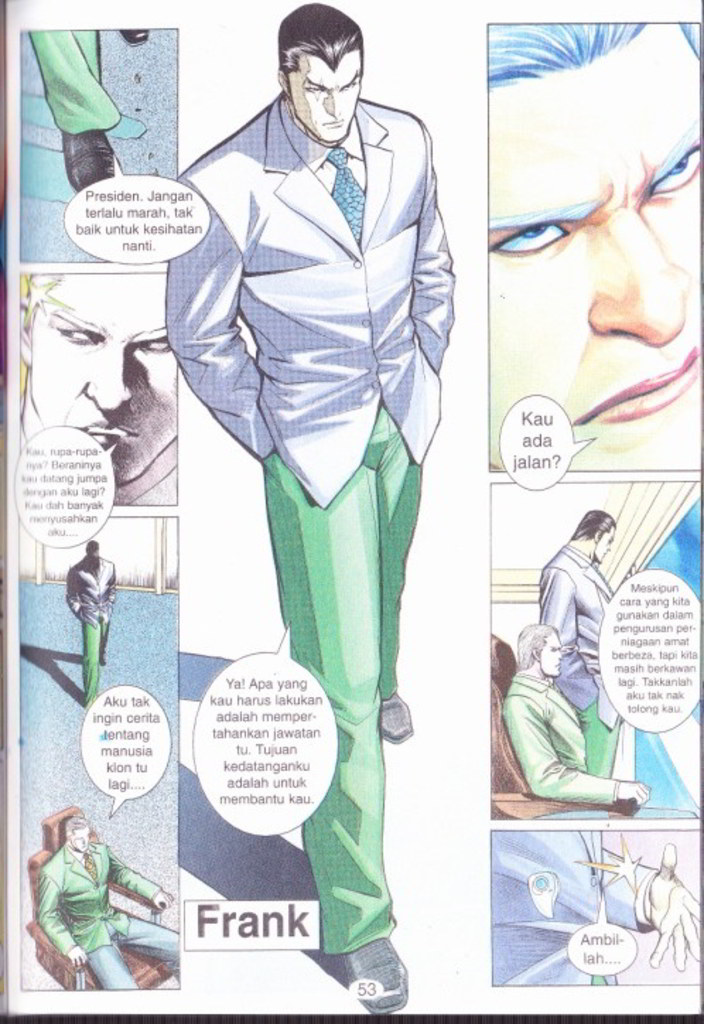 Presiden. Jangan
terlalu marah, tak
baik untuk kesihatan
nanti.
Kau, rupa-rupa-
nya? Beraninya
kau datang jumpa
dengan aku lagi?
Kau dah banyak
menyusahkan
aku....
Aku tak
ingin cerita
tentang
manusia
klon tu
lagi....
Ya! Apa yang
kau harus lakukan
adalah memper-
tahankan jawatan
tu. Tujuan
kedatanganku
adalah untuk
membantu kau.
Frank
Kau
ada
jalan?
Meskipun
cara yang kita
gunakan dalam
pengurusan per-
niagaan amat
berbeza, tapi kita
masih berkawan
lagi. Takkanlah
aku tak nak
tolong kau.
Ambil-
lah....
53